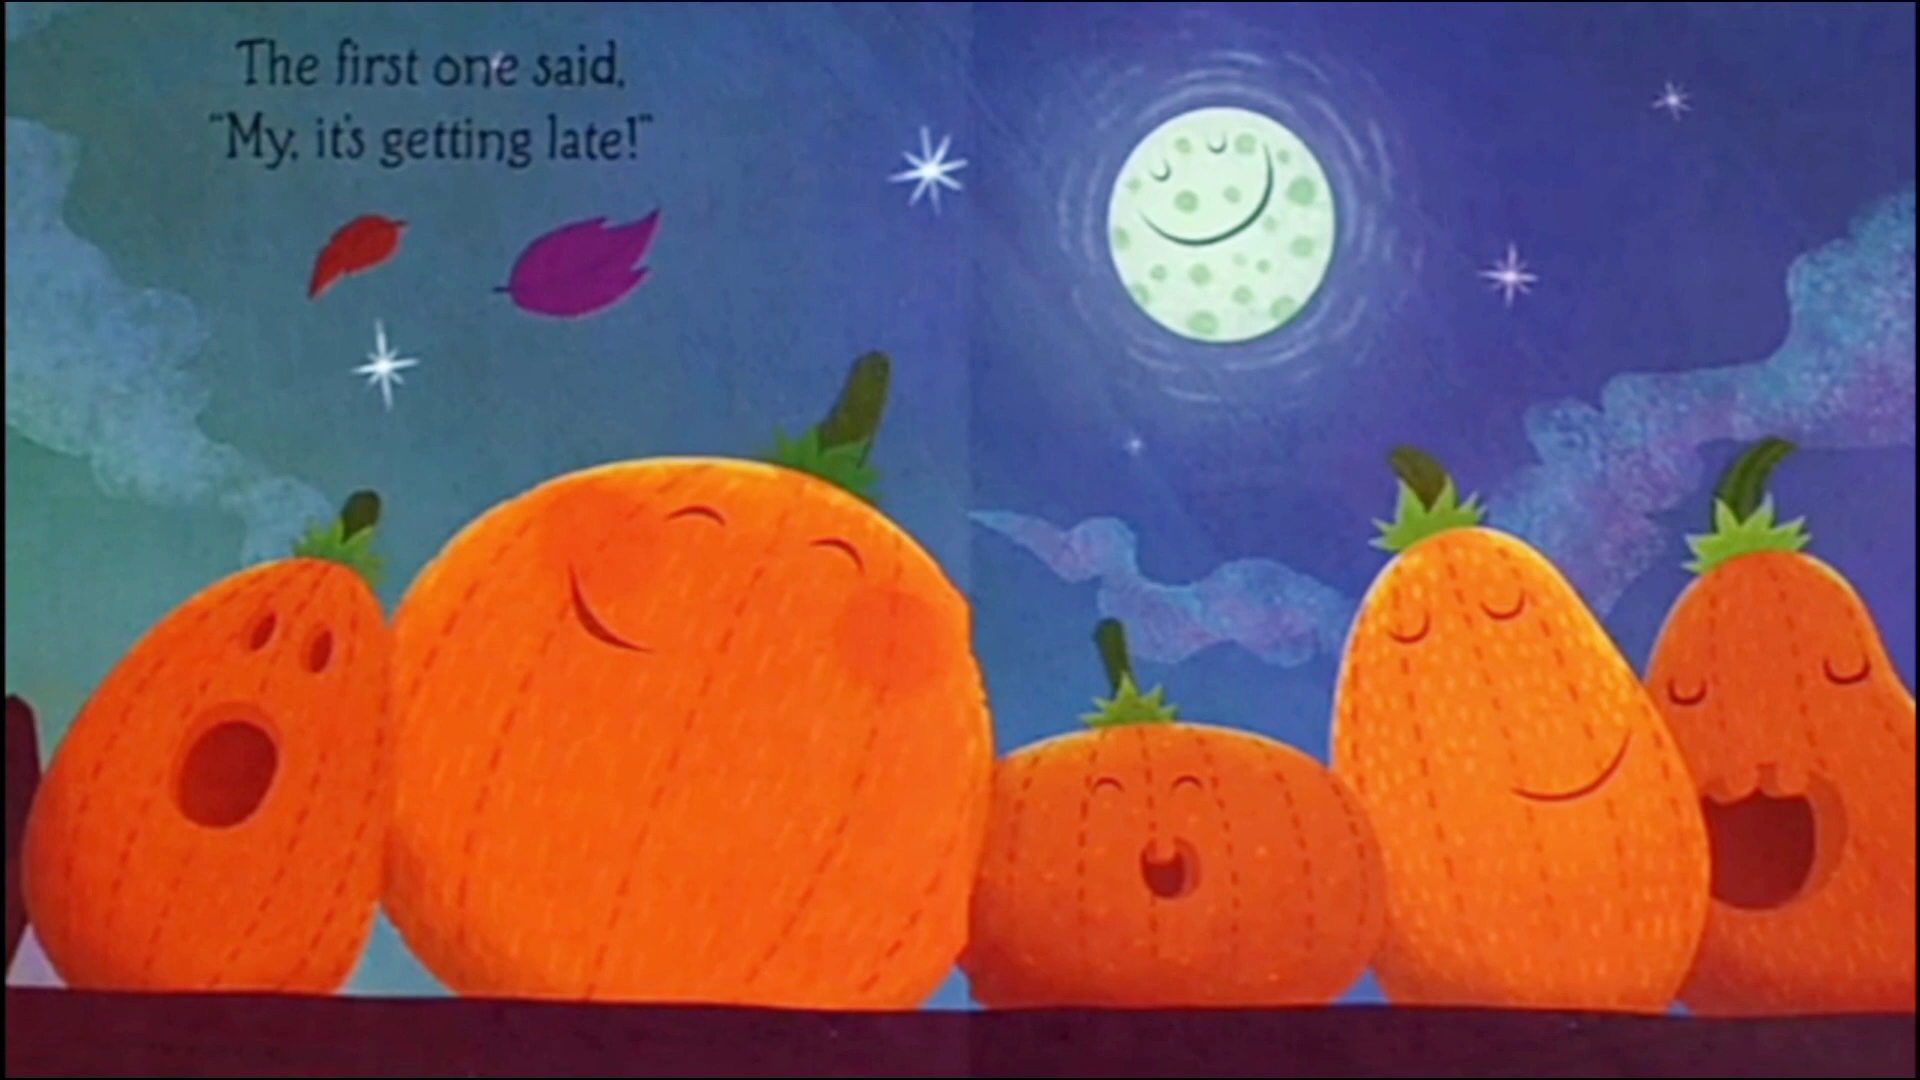 The first one said,
"My, it's getting late!"